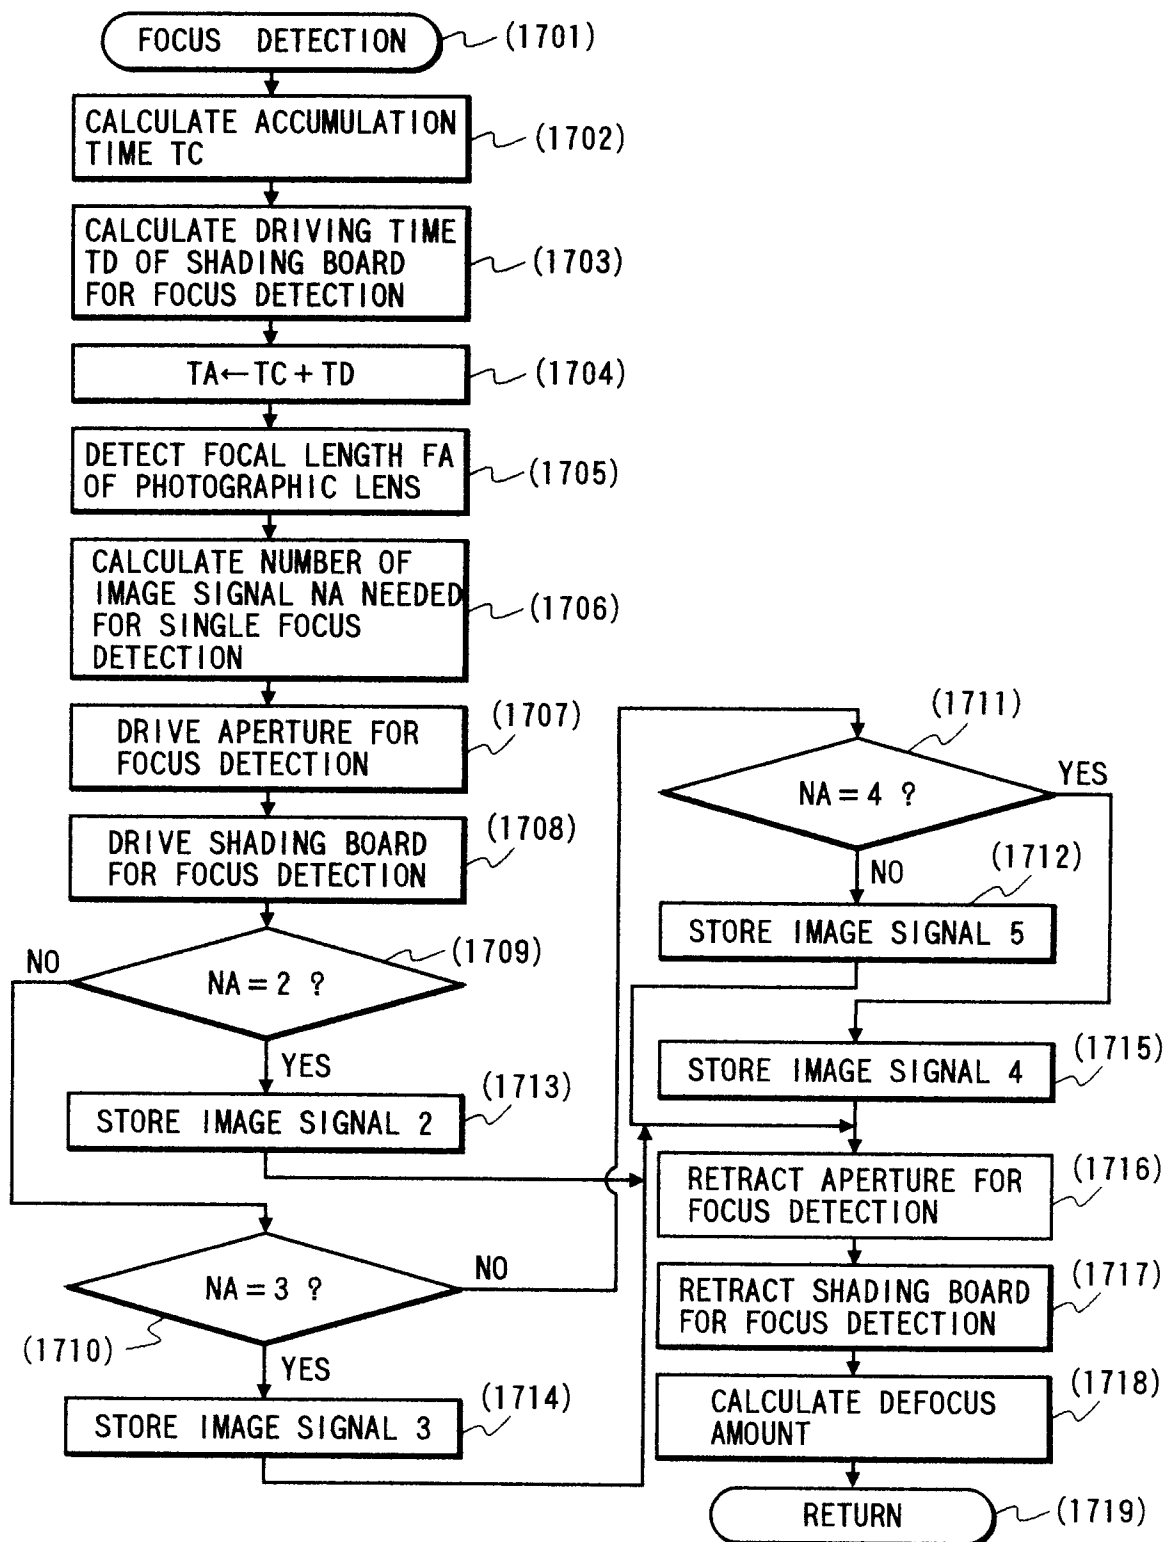 FOCUS DETECTION (1701)
CALCULATE ACCUMULATION
TIME TC
(1702)
CALCULATE DRIVING TIME
TD OF SHADING BOARD
FOR FOCUS DETECTION
(1703)
TA←TC+TD (1704)
DETECT FOCAL LENGTH FA
OF PHOTOGRAPHIC LENS
(1705)
CALCULATE NUMBER OF
IMAGE SIGNAL NA NEEDED
FOR SINGLE FOCUS
DETECTION
(1706)
DRIVE APERTURE FOR
FOCUS DETECTION
(1707)
DRIVE SHADING BOARD
FOR FOCUS DETECTION
(1708)
NA=2 ?
(1709)
NO
YES
STORE IMAGE SIGNAL 2
(1713)
NA=3 ?
NO
(1710)
YES
STORE IMAGE SIGNAL 3
(1714)
(1711)
NA=4 ?
YES
NO
(1712)
STORE IMAGE SIGNAL 5
STORE IMAGE SIGNAL 4
(1715)
RETRACT APERTURE FOR
FOCUS DETECTION
(1716)
RETRACT SHADING BOARD
FOR FOCUS DETECTION
(1717)
CALCULATE DEFOCUS
AMOUNT
(1718)
RETURN (1719)